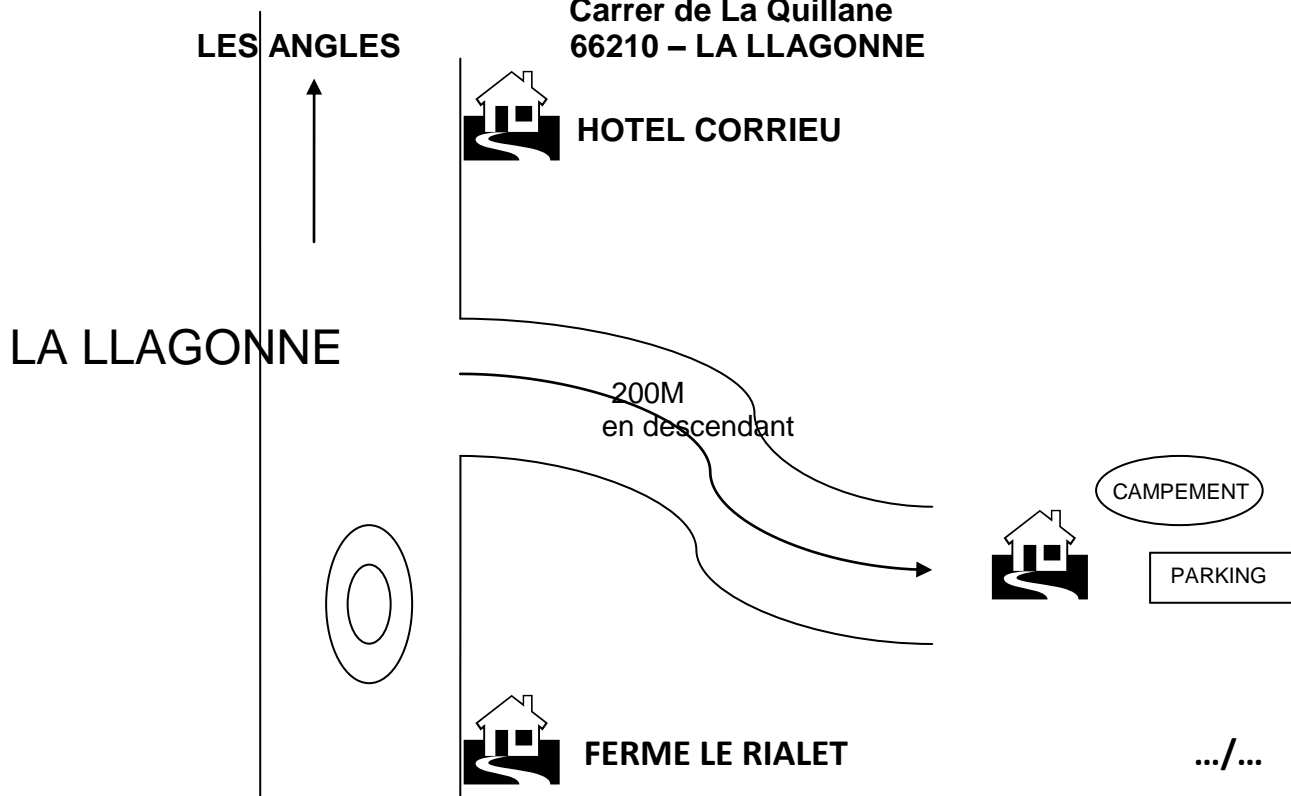 Carrer de La Quillane
LES ANGLES
66210 – LA LLAGONNE
HOTEL CORRIEU
LA LLAGONNE
200M
en descendant
CAMPEMENT
PARKING
FERME LE RIALET
.../...